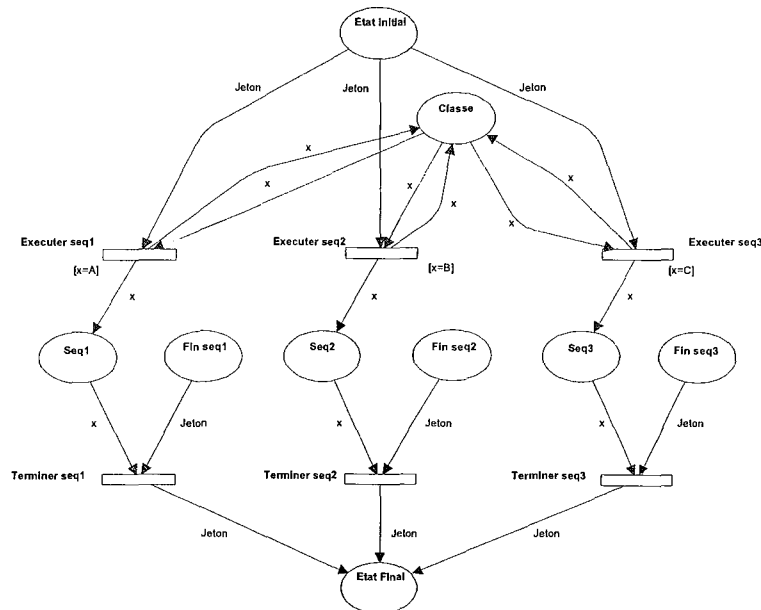 Etat Initial
Jeton
Jeton
Jeton
Classe
x
x
x
x
x
x
Executer seq1
Executer seq2
Executer seq3
[x=A]
[x=B]
[x=C]
x
x
x
Seq1
Fin seq1
Seq2
Fin seq2
Seq3
Fin seq3
x
Jeton
x
Jeton
x
Jeton
Terminer seq1
Terminer seq2
Terminer seq3
Jeton
Jeton
Jeton
Etat Final